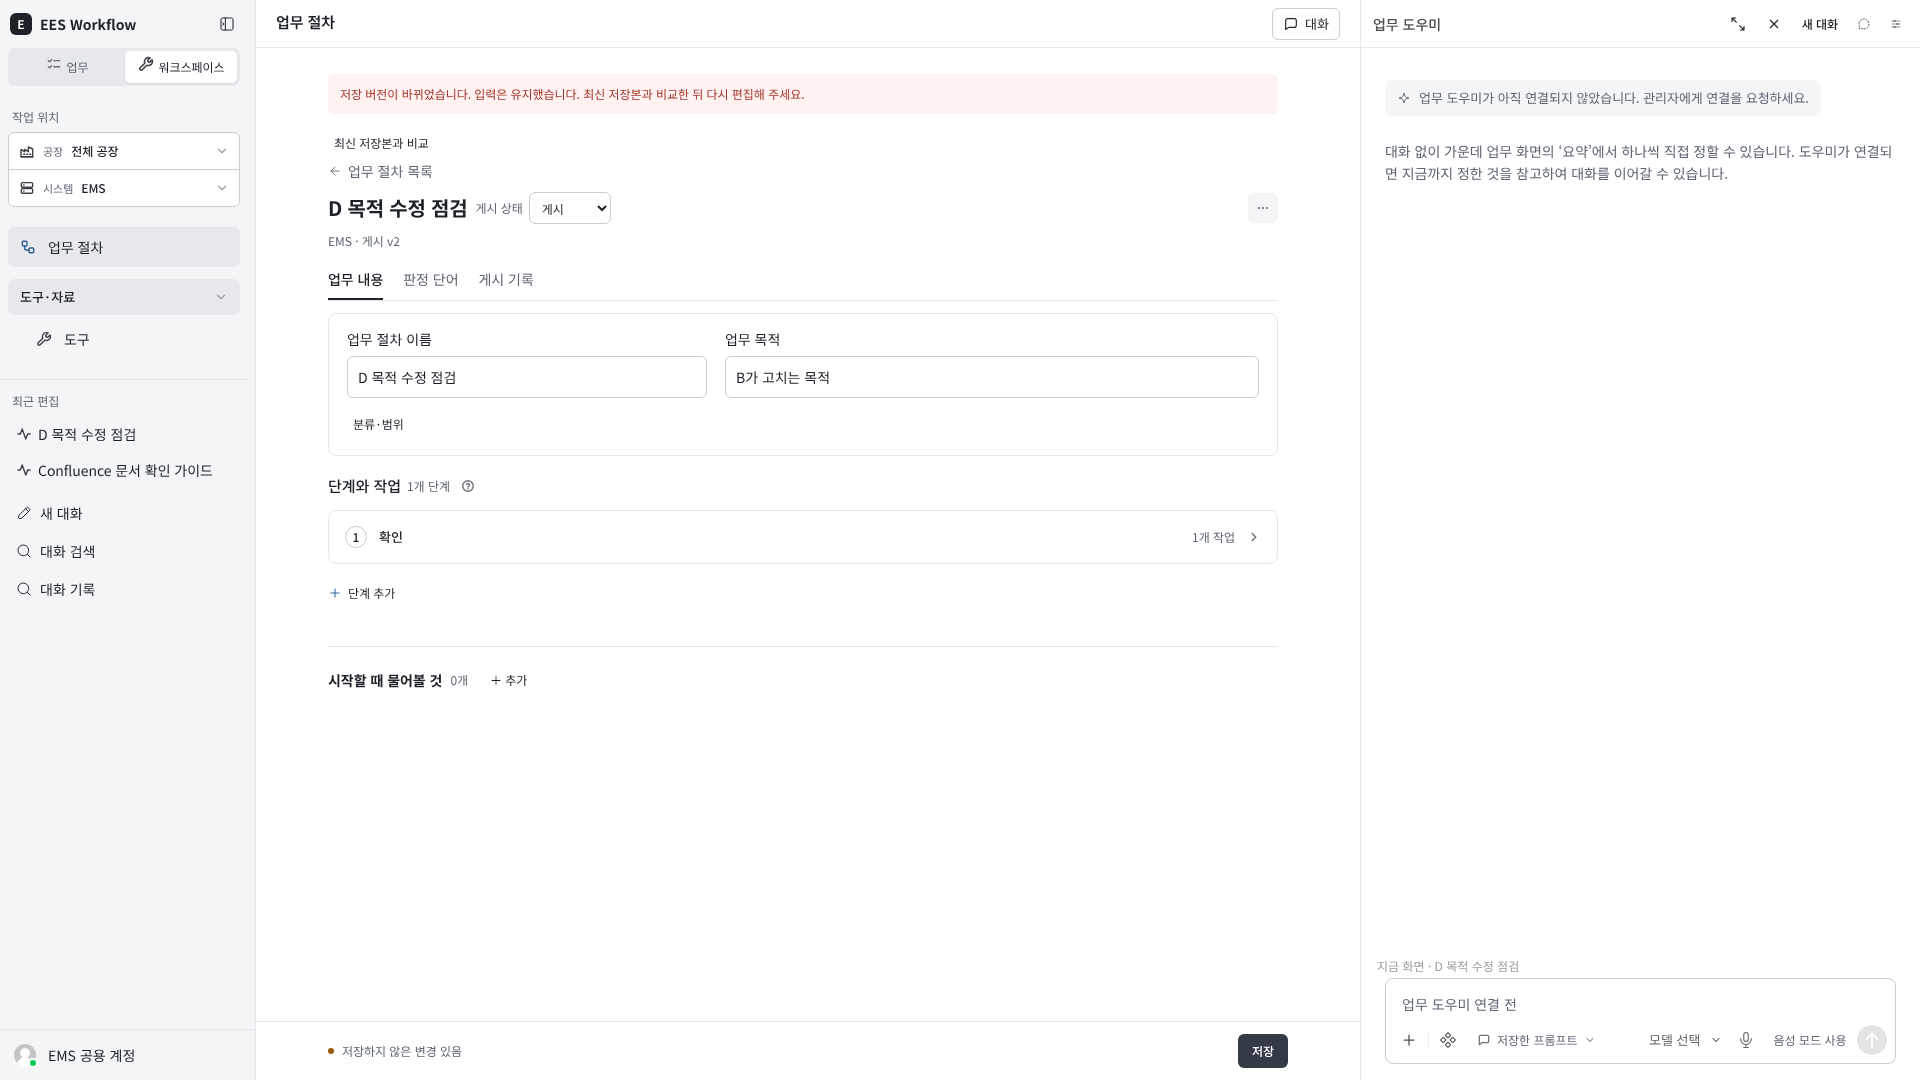 E EES Workflow
업무
워크스페이스
작업 위치
공장 전체 공장
시스템 EMS
업무 절차
도구·자료
도구
최근 편집
D 목적 수정 점검
Confluence 문서 확인 가이드
새 대화
대화 검색
대화 기록
EMS 공용 계정
업무 절차
대화
저장 버전이 바뀌었습니다. 입력은 유지했습니다. 최신 저장본과 비교한 뒤 다시 편집해 주세요.
최신 저장본과 비교
업무 절차 목록
D 목적 수정 점검 게시 상태 게시
EMS · 게시 v2
업무 내용 판정 단어 게시 기록
업무 절차 이름
D 목적 수정 점검
업무 목적
B가 고치는 목적
분류·범위
단계와 작업 1개 단계
1 확인 1개 작업
단계 추가
시작할 때 물어볼 것 0개 추가
저장하지 않은 변경 있음
저장
업무 도우미
새 대화
업무 도우미가 아직 연결되지 않았습니다. 관리자에게 연결을 요청하세요.
대화 없이 가운데 업무 화면의 ‘요약’에서 하나씩 직접 정할 수 있습니다. 도우미가 연결되
면 지금까지 정한 것을 참고하여 대화를 이어갈 수 있습니다.
지금 화면 · D 목적 수정 점검
업무 도우미 연결 전
저장한 프롬프트
모델 선택
음성 모드 사용